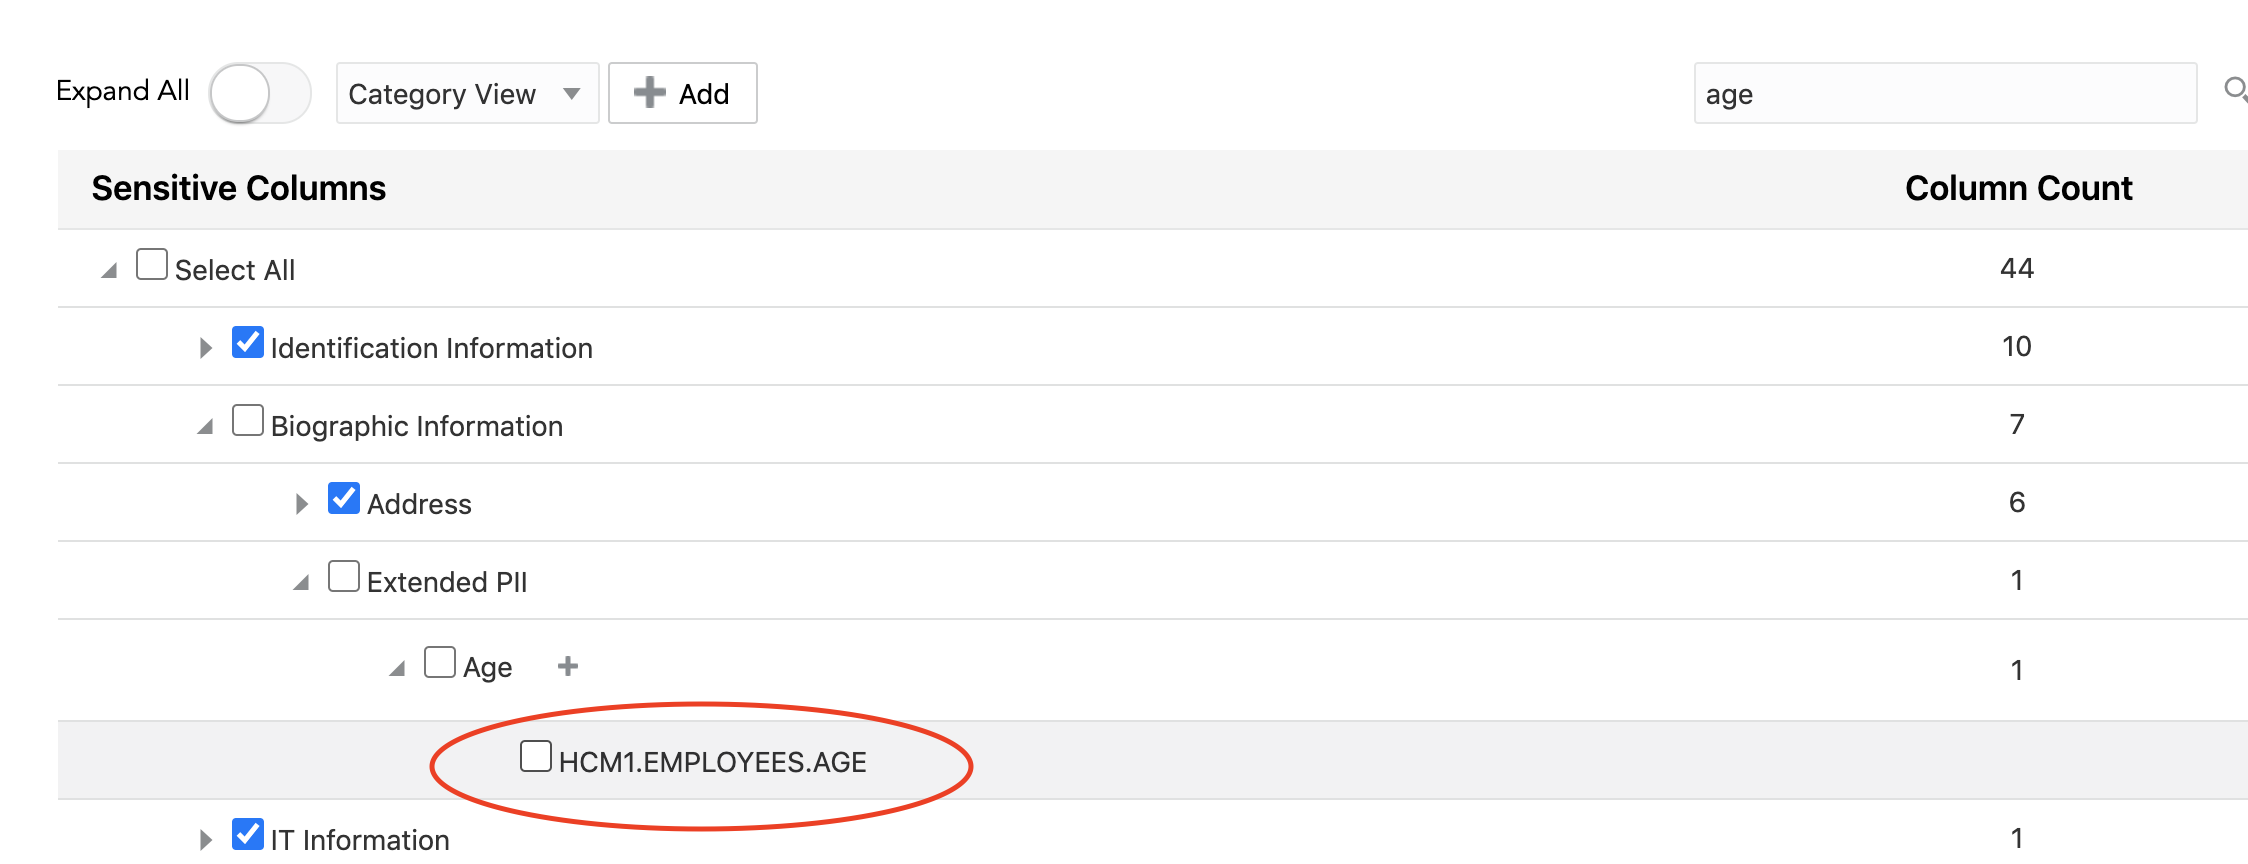 Expand All Category View Add age
Sensitive Columns Column Count
Select All 44
Identification Information 10
Biographic Information 7
Address 6
Extended PII 1
Age + 1
HCM1.EMPLOYEES.AGE
IT Information 1